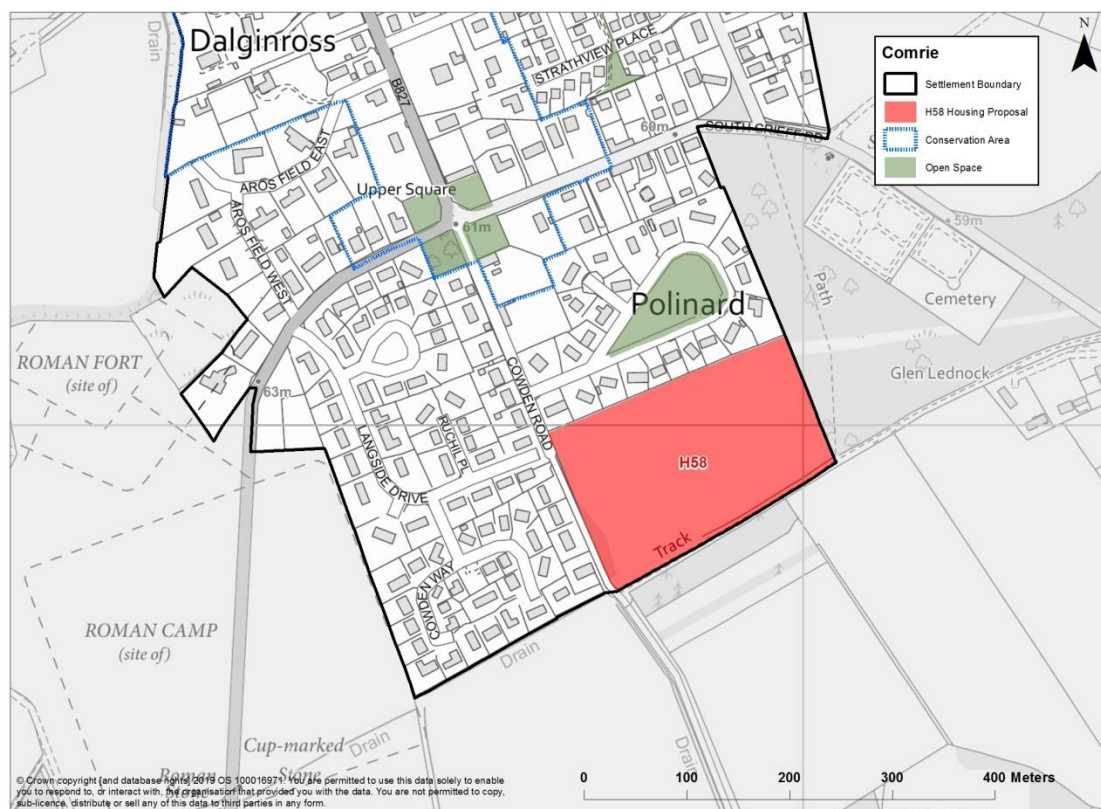 Drain
Dalginross
B827
STRATHVIEW PLACE
N
Comrie
Settlement Boundary
H58 Housing Proposal
Conservation Area
Open Space
60m
SOUTH CRIEFF RD
AROS FIELD EAST
Upper Square
61m
59m
AROS FIELD WEST
Path
Cemetery
Polinard
ROMAN FORT
(site of)
63m
COWDEN ROAD
Glen Lednock
LANGSIDE DRIVE
RUCHIL PL
H58
Track
COWDEN WAY
ROMAN CAMP
(site of)
Drain
Cup-marked
Stone
Drain
Roman
Stone
Drain
© Crown copyright [and database rights] 2019 OS 100016971. You are permitted to use this data solely to enable
you to respond to, or interact with, the organisation that provided you with the data. You are not permitted to copy,
sub-licence, distribute or sell any of this data to third parties in any form.
0 100 200 300 400 Meters